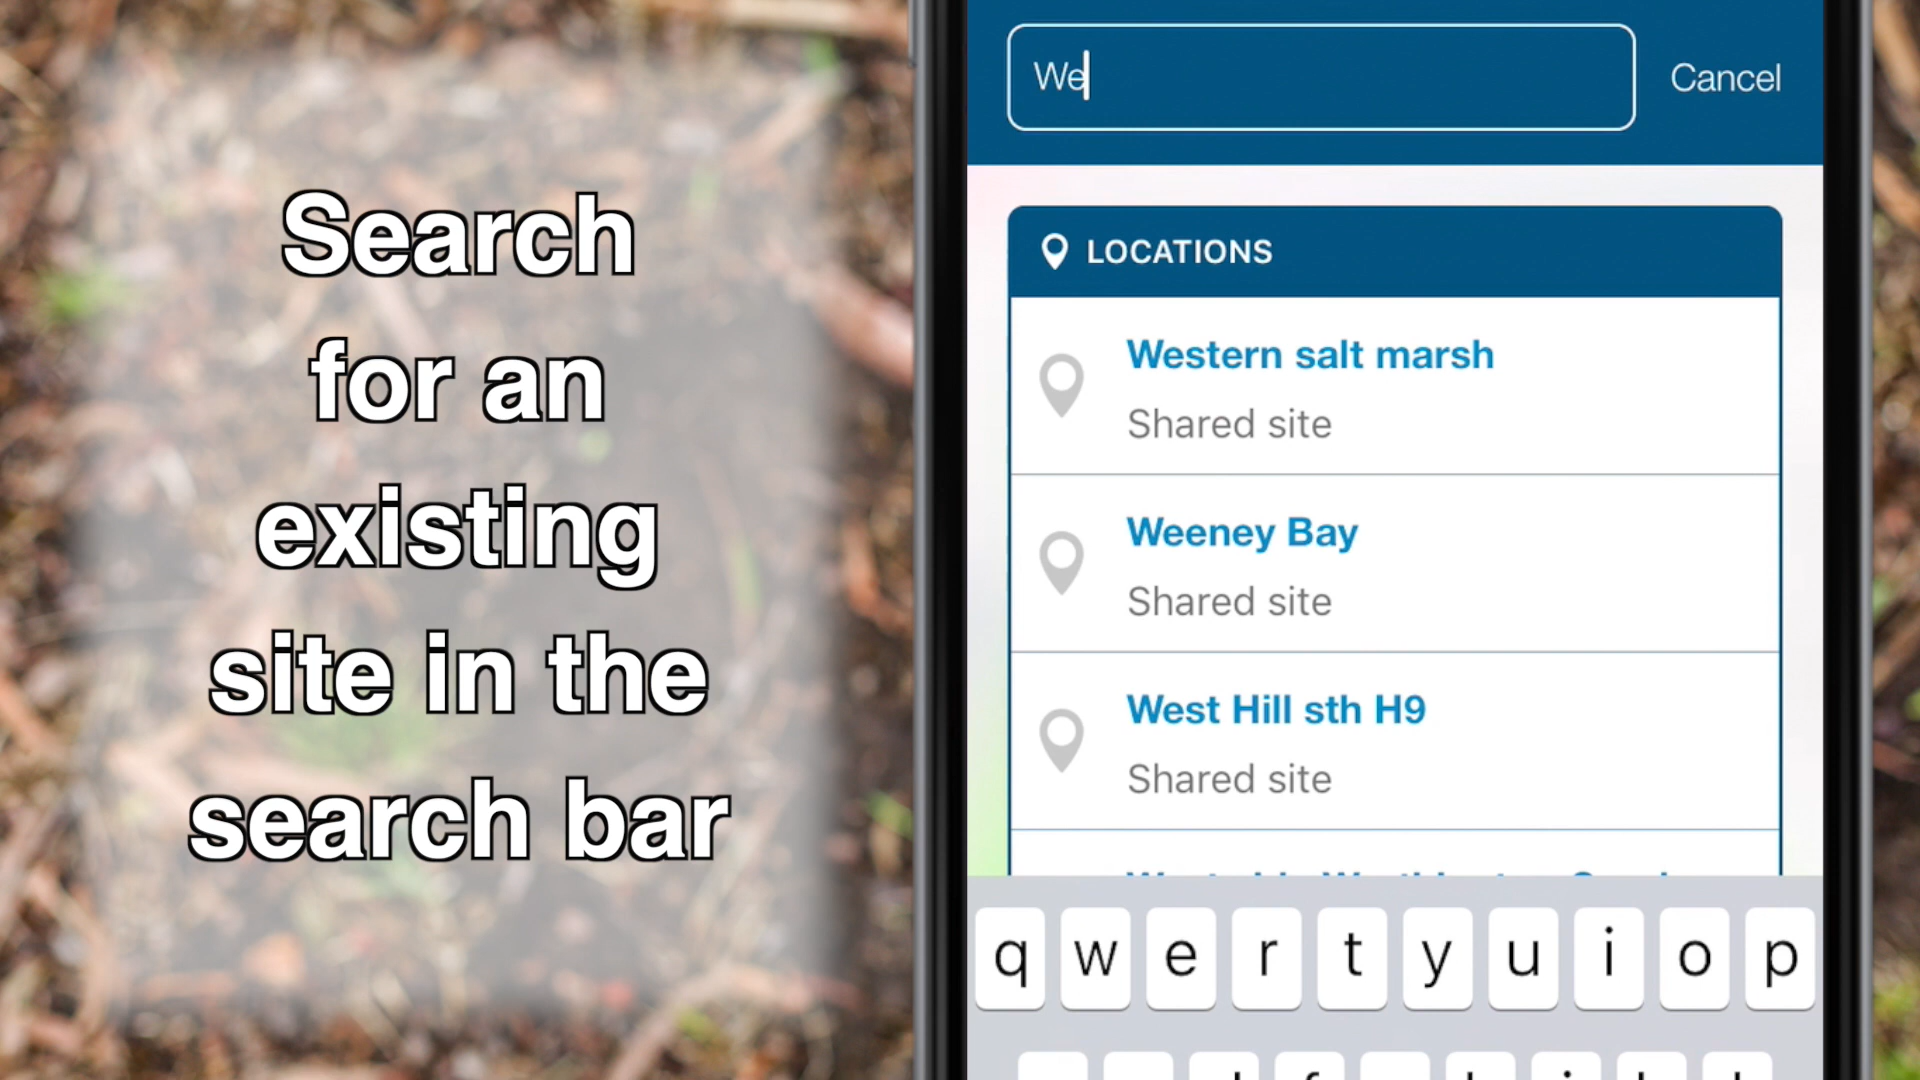 Search
for an
existing
site in the
search bar
We
Cancel
LOCATIONS
Western salt marsh
Shared site
Weeney Bay
Shared site
West Hill sth H9
Shared site
q w e r t y u i o p